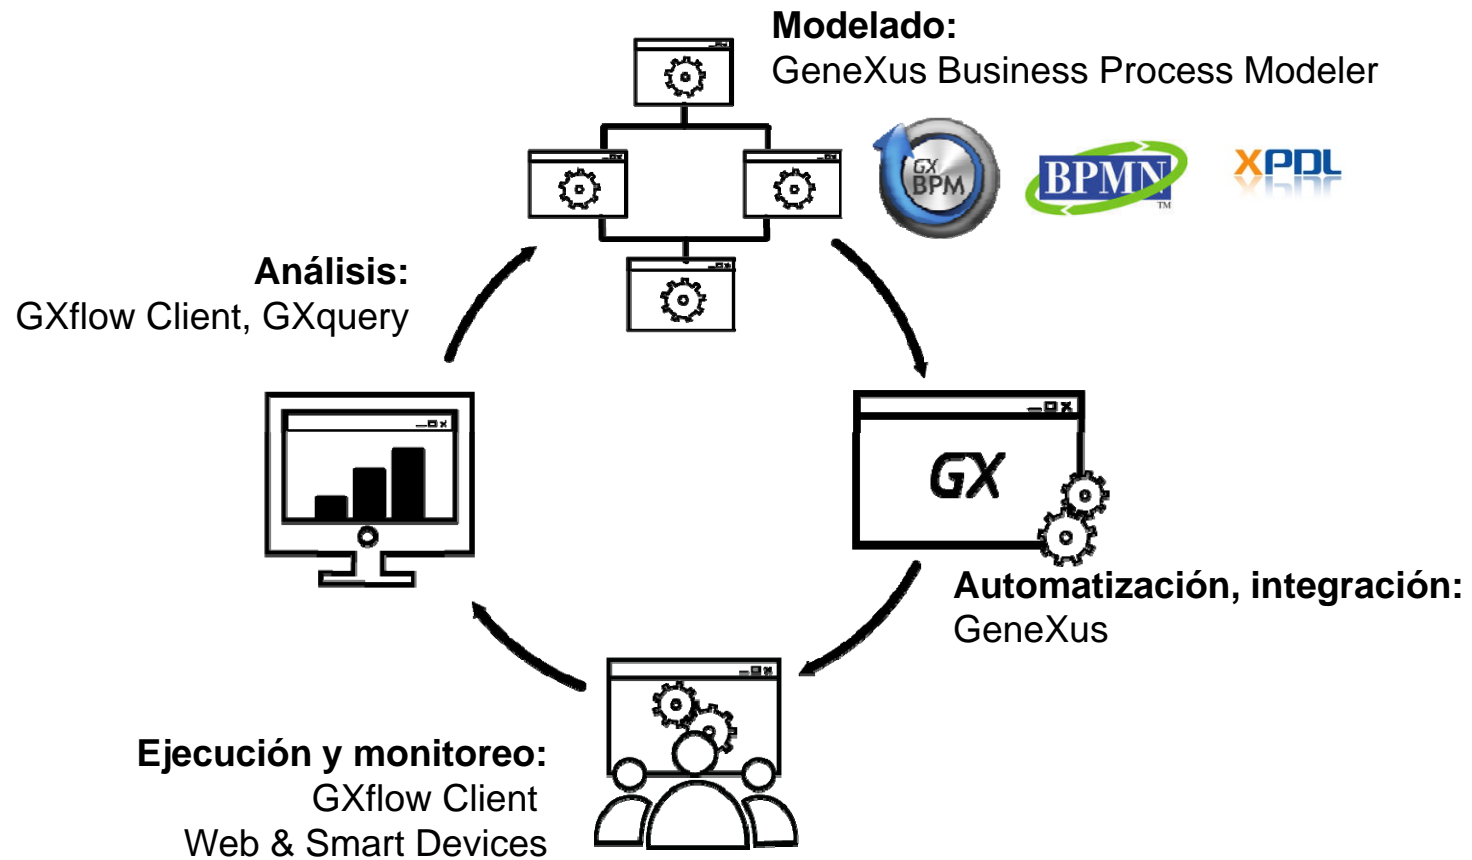 Modelado:
GeneXus Business Process Modeler
GX
BPM
BPMN
TM
XPDL
Análisis:
GXflow Client, GXquery
GX
Automatización, integración:
GeneXus
Ejecución y monitoreo:
GXflow Client
Web & Smart Devices